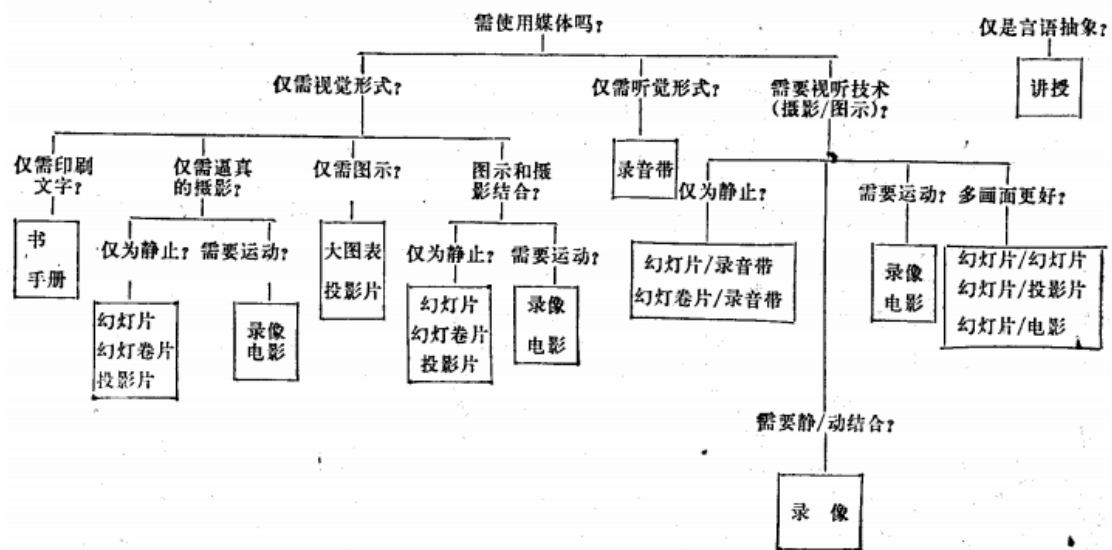 需使用媒体吗?
仅是言语抽象?
讲授
仅需视觉形式?
仅需听觉形式?
需要视听技术
(摄影/图示)?
录音带
仅需印刷
文字?
仅需逼真
的摄影?
仅需图示?
图示和摄
影结合?
书
手册
仅为静止?
需要运动?
幻灯片
幻灯卷片
投影片
录像
电影
大图表
投影片
仅为静止?
需要运动?
幻灯片
幻灯卷片
投影片
录像
电影
仅为静止?
幻灯片/录音带
幻灯卷片/录音带
需要运动?
录像
电影
多画面更好?
幻灯片/幻灯片
幻灯片/投影片
幻灯片/电影
需要静/动结合?
录 像